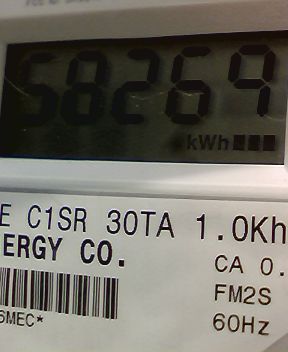 58269
kWh
E C1SR 30TA 1.0Kh
ERGY CO.
CA 0.
FM2S
6MEC*
60Hz